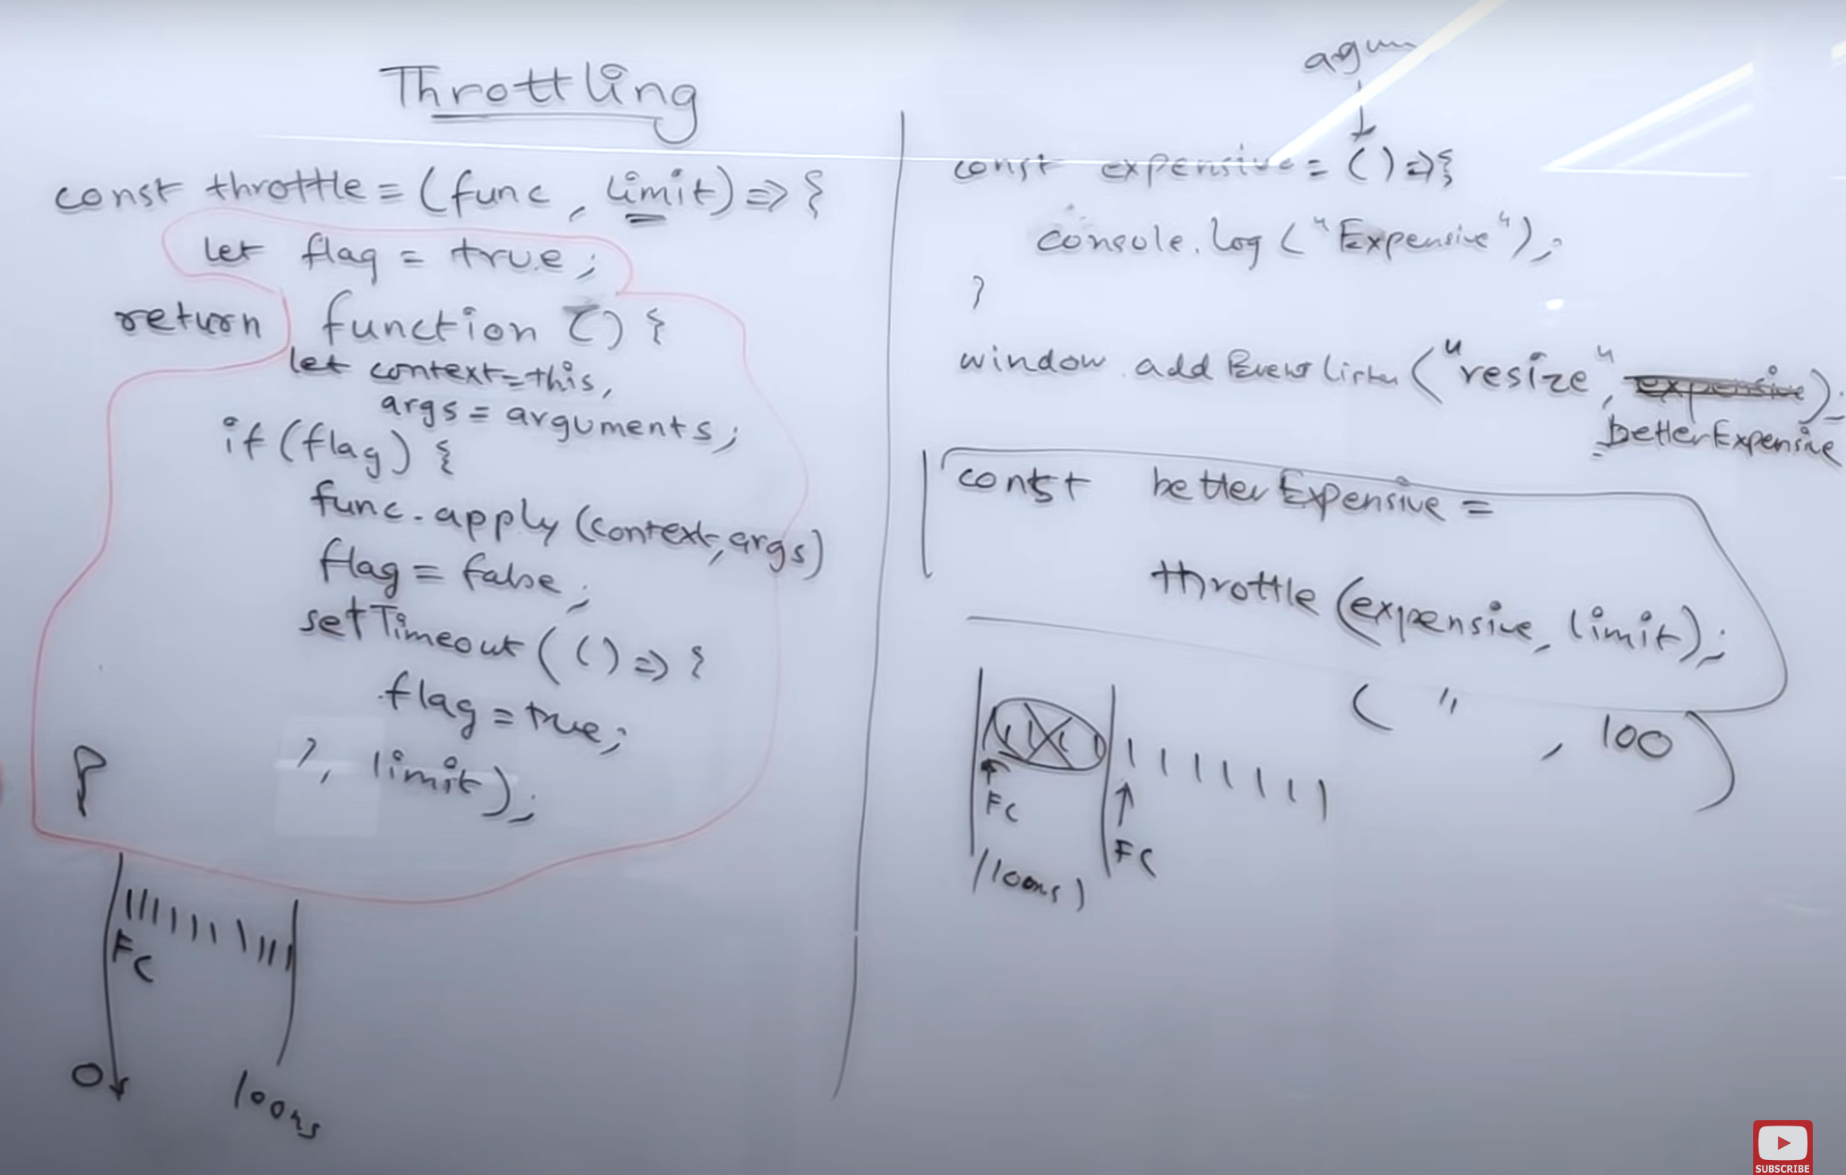 Throttling
const throttle = (func, limit) => {
let flag = true;
return function () {
let context = this,
args = arguments;
if (flag) {
func.apply(context, args)
flag = false;
setTimeout(() => {
flag = true;
}, limit);
}
FC
0
100ms
const expensive = () => {
console.log("Expensive");
}
window.addEventListner("resize", expensive);
betterExpensive
const betterExpensive =
throttle(expensive, limit);
( " , 100 )
FC
FC
(100ms)
SUBSCRIBE